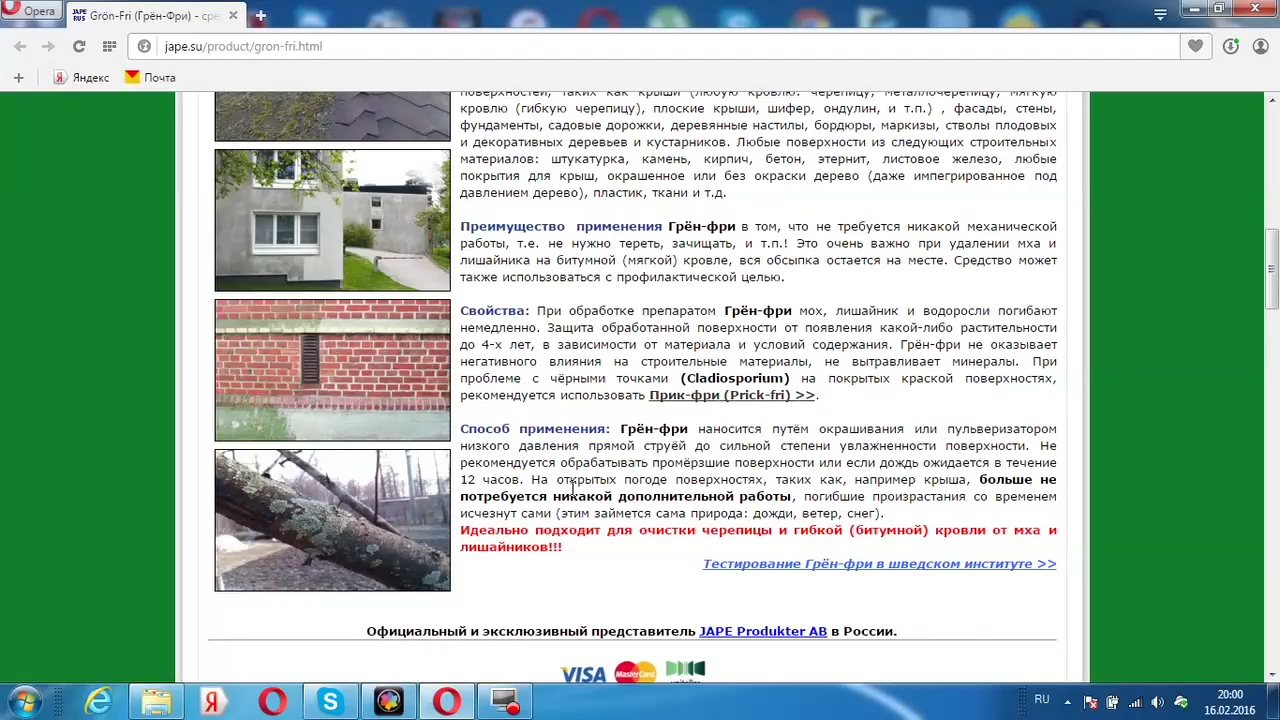 Opera
JAPE RUS Grön-Fri (Грён-Фри) - сре
jape.su/product/gron-fri.html
Яндекс Почта
поверхностей, таких как крыши (любую кровлю: черепицу, металлочерепицу, мягкую
кровлю (гибкую черепицу), плоские крыши, шифер, ондулин, и т.п.) , фасады, стены,
фундаменты, садовые дорожки, деревянные настилы, бордюры, маркизы, стволы плодовых
и декоративных деревьев и кустарников. Любые поверхности из следующих строительных
материалов: штукатурка, камень, кирпич, бетон, этернит, листовое железо, любые
покрытия для крыш, окрашенное или без окраски дерево (даже импегрированное под
давлением дерево), пластик, ткани и т.д.
Преимущество применения Грён-фри в том, что не требуется никакой механической
работы, т.е. не нужно тереть, зачищать, и т.п.! Это очень важно при удалении мха и
лишайника на битумной (мягкой) кровле, вся обсыпка остается на месте. Средство может
также использоваться с профилактической целью.
Свойства: При обработке препаратом Грён-фри мох, лишайник и водоросли погибают
немедленно. Защита обработанной поверхности от появления какой-либо растительности
до 4-х лет, в зависимости от материала и условий содержания. Грён-фри не оказывает
негативного влияния на строительные материалы, не вытравливает минералы. При
проблеме с чёрными точками (Cladiosporium) на покрытых краской поверхностях,
рекомендуется использовать Прик-фри (Prick-fri) >>.
Способ применения: Грён-фри наносится путём окрашивания или пульверизатором
низкого давления прямой струёй до сильной степени увлажненности поверхности. Не
рекомендуется обрабатывать промёрзшие поверхности или если дождь ожидается в течение
12 часов. На открытых погоде поверхностях, таких как, например крыша, больше не
потребуется никакой дополнительной работы, погибшие произрастания со временем
исчезнут сами (этим займется сама природа: дожди, ветер, снег).
Идеально подходит для очистки черепицы и гибкой (битумной) кровли от мха и
лишайников!!!
Тестирование Грён-фри в шведском институте >>
Официальный и эксклюзивный представитель JAPE Produkter AB в России.
VISA MasterCard
RU 20:00
16.02.2016